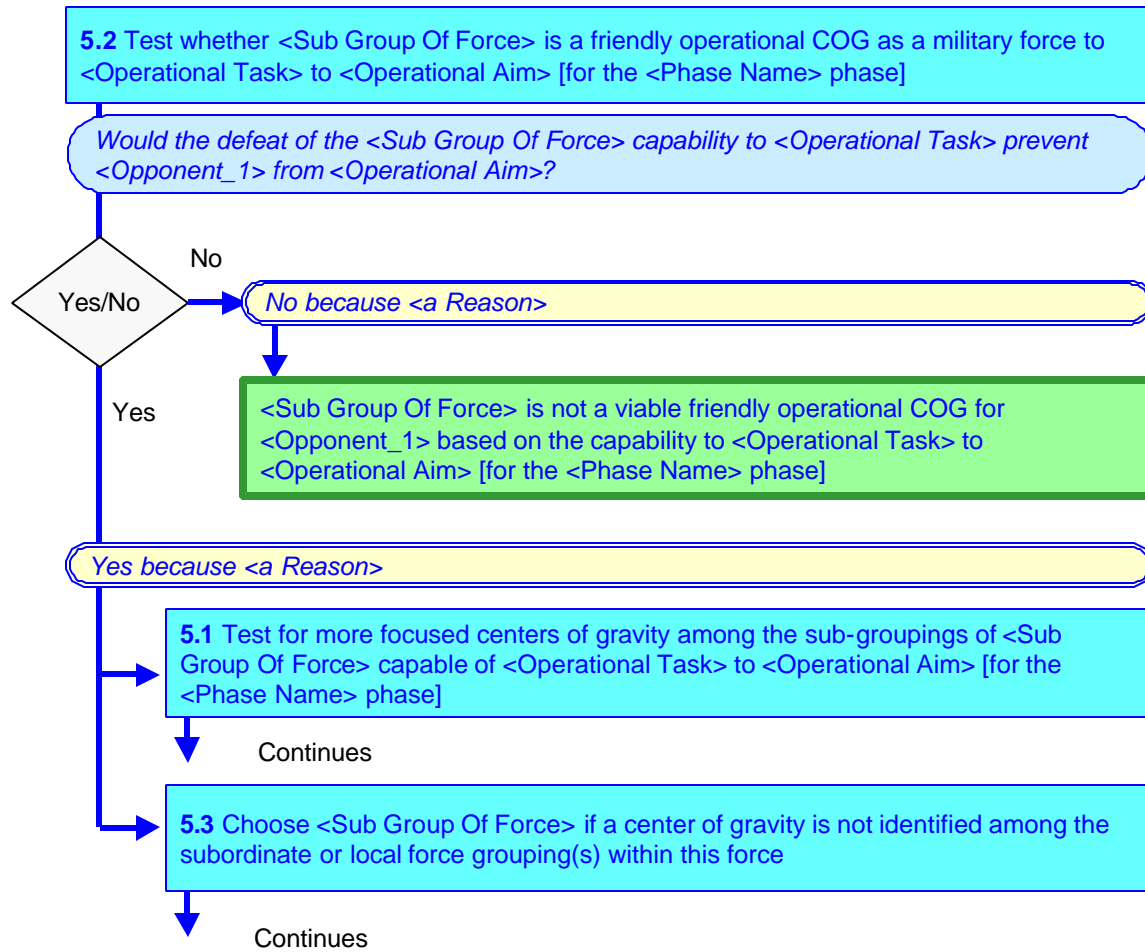 5.2 Test whether <Sub Group Of Force> is a friendly operational COG as a military force to
<Operational Task> to <Operational Aim> [for the <Phase Name> phase]
Would the defeat of the <Sub Group Of Force> capability to <Operational Task> prevent
<Opponent_1> from <Operational Aim>?
No
Yes/No
No because <a Reason>
Yes
<Sub Group Of Force> is not a viable friendly operational COG for
<Opponent_1> based on the capability to <Operational Task> to
<Operational Aim> [for the <Phase Name> phase]
Yes because <a Reason>
5.1 Test for more focused centers of gravity among the sub-groupings of <Sub
Group Of Force> capable of <Operational Task> to <Operational Aim> [for the
<Phase Name> phase]
Continues
5.3 Choose <Sub Group Of Force> if a center of gravity is not identified among the
subordinate or local force grouping(s) within this force
Continues